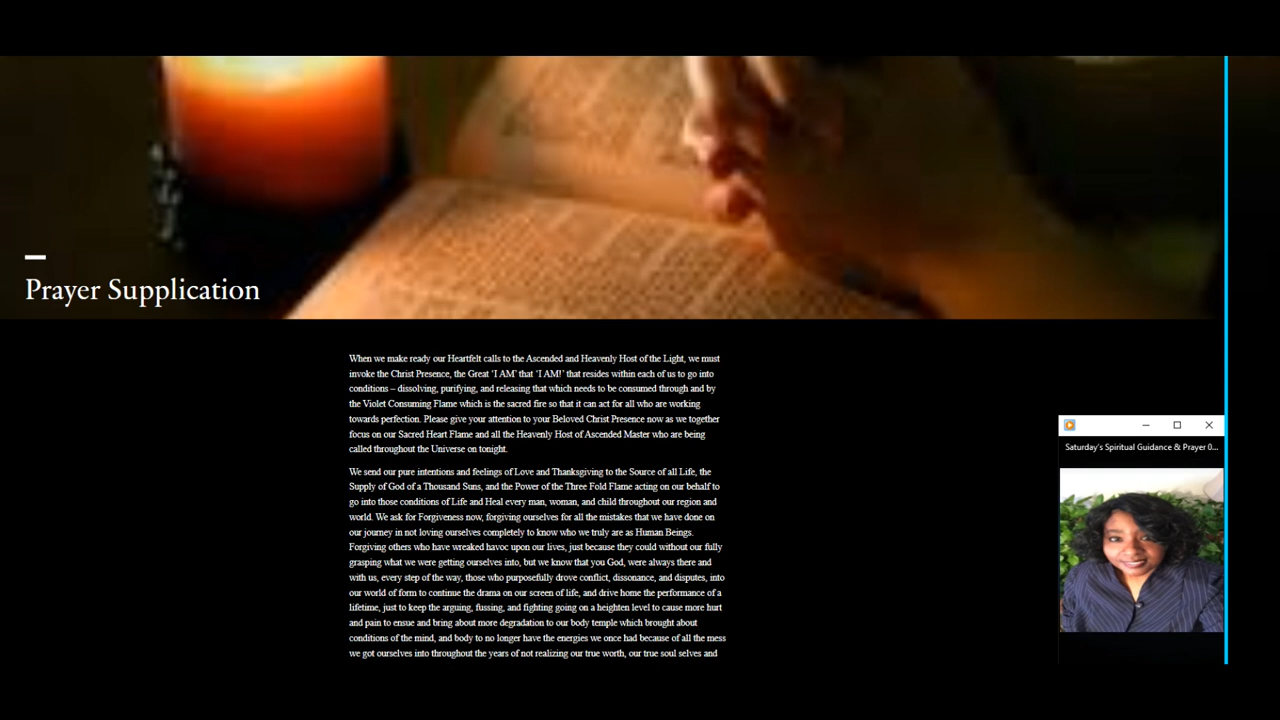 Prayer Supplication
When we make ready our Heartfelt calls to the Ascended and Heavenly Host of the Light, we must
invoke the Christ Presence, the Great ‘I AM’ that ‘I AM!’ that resides within each of us to go into
conditions – dissolving, purifying, and releasing that which needs to be consumed through and by
the Violet Consuming Flame which is the sacred fire so that it can act for all who are working
towards perfection. Please give your attention to your Beloved Christ Presence now as we together
focus on our Sacred Heart Flame and all the Heavenly Host of Ascended Master who are being
called throughout the Universe on tonight.
We send our pure intentions and feelings of Love and Thanksgiving to the Source of all Life, the
Supply of God of a Thousand Suns, and the Power of the Three Fold Flame acting on our behalf to
go into those conditions of Life and Heal every man, woman, and child throughout our region and
world. We ask for Forgiveness now, forgiving ourselves for all the mistakes that we have done on
our journey in not loving ourselves completely to know who we truly are as Human Beings.
Forgiving others who have wreaked havoc upon our lives, just because they could without our fully
grasping what we were getting ourselves into, but we know that you God, were always there and
with us, every step of the way, those who purposefully drove conflict, dissonance, and disputes, into
our world of form to continue the drama on our screen of life, and drive home the performance of a
lifetime, just to keep the arguing, fussing, and fighting going on a heighten level to cause more hurt
and pain to ensue and bring about more degradation to our body temple which brought about
conditions of the mind, and body to no longer have the energies we once had because of all the mess
we got ourselves into throughout the years of not realizing our true worth, our true soul selves and
Saturday's Spiritual Guidance & Prayer 0...